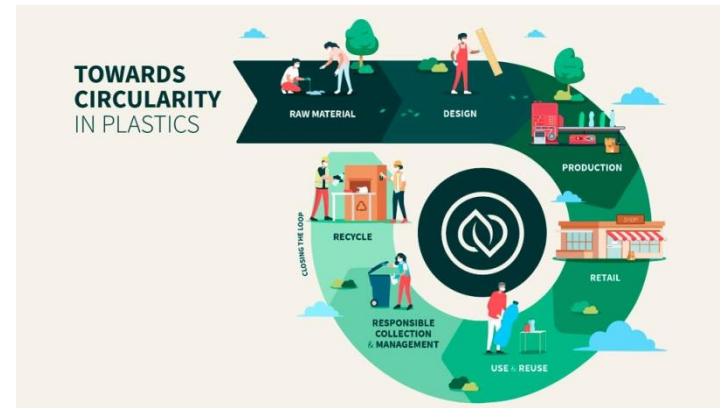 TOWARDS
CIRCULARITY
IN PLASTICS
RAW MATERIAL
DESIGN
PRODUCTION
SHOP
RETAIL
USE & REUSE
RESPONSIBLE
COLLECTION
& MANAGEMENT
RECYCLE
CLOSING THE LOOP